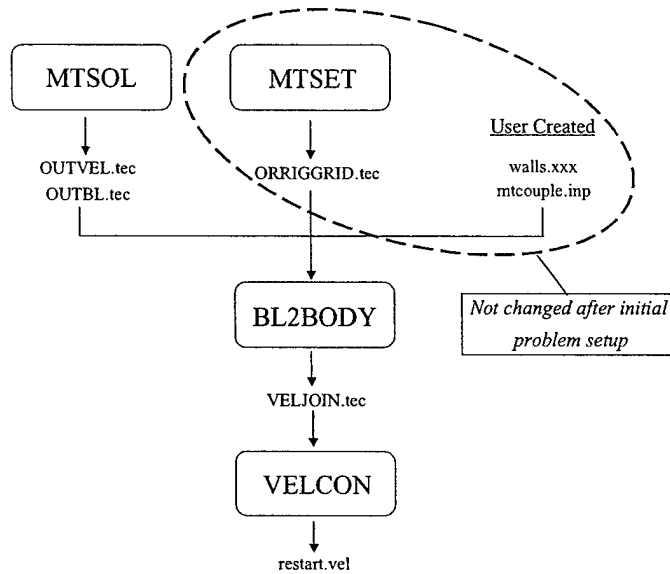 MTSOL
MTSET
User Created
OUTVEL.tec
OUTBL.tec
ORRIGGRID.tec
walls.xxx
mtcouple.inp
BL2BODY
Not changed after initial
problem setup
VELJOIN.tec
VELCON
restart.vel